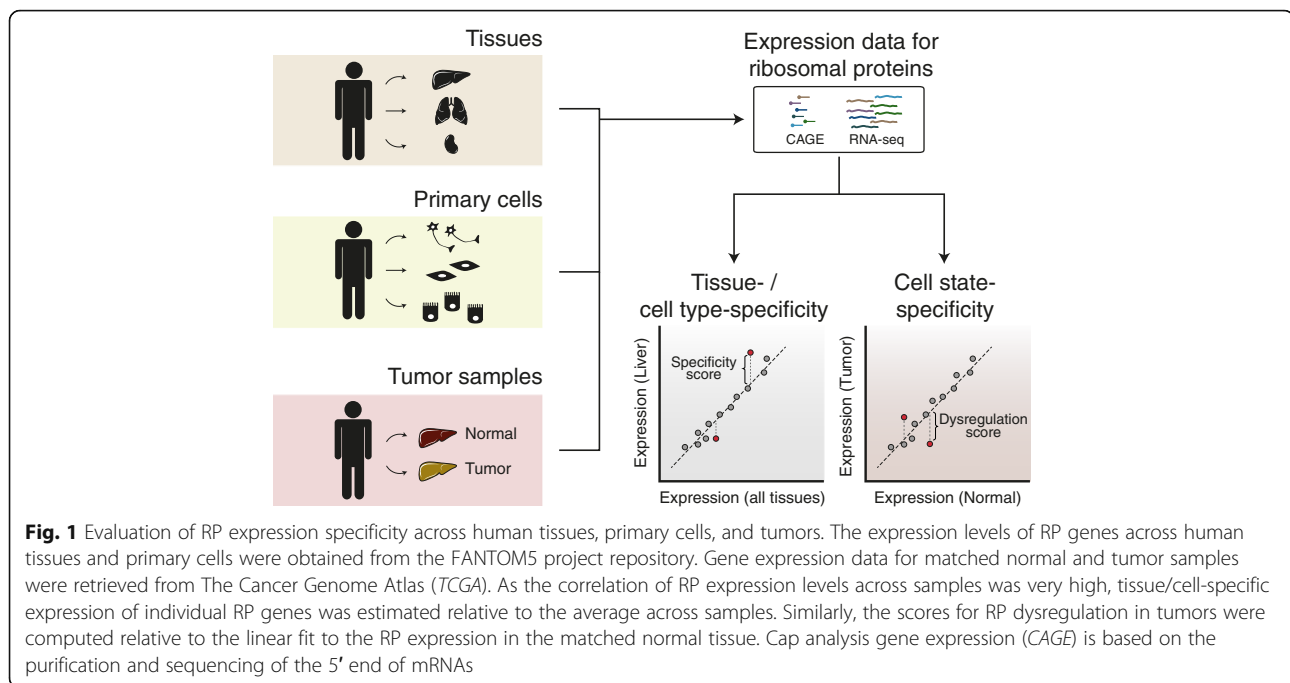 Tissues
Expression data for
ribosomal proteins
CAGE
RNA-seq
Primary cells
Tumor samples
Normal
Tumor
Tissue- /
cell type-specificity
Specificity
score
Expression (Liver)
Expression (all tissues)
Cell state-
specificity
Dysregulation
score
Expression (Tumor)
Expression (Normal)
Fig. 1 Evaluation of RP expression specificity across human tissues, primary cells, and tumors. The expression levels of RP genes across human
tissues and primary cells were obtained from the FANTOM5 project repository. Gene expression data for matched normal and tumor samples
were retrieved from The Cancer Genome Atlas (TCGA). As the correlation of RP expression levels across samples was very high, tissue/cell-specific
expression of individual RP genes was estimated relative to the average across samples. Similarly, the scores for RP dysregulation in tumors were
computed relative to the linear fit to the RP expression in the matched normal tissue. Cap analysis gene expression (CAGE) is based on the
purification and sequencing of the 5′ end of mRNAs